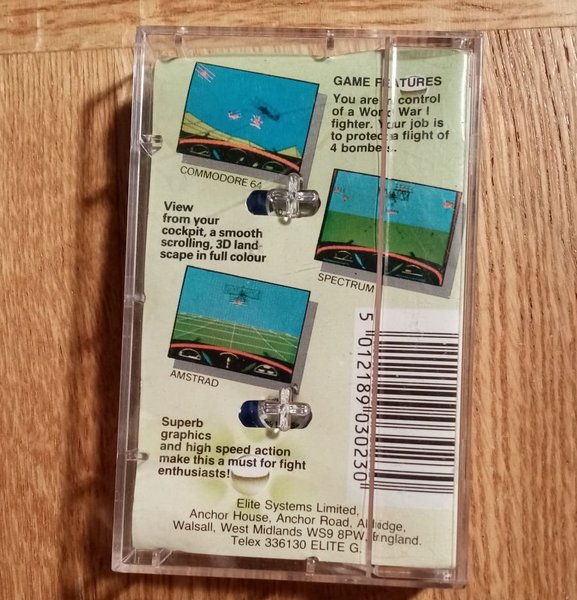 GAME FEATURES
You are in control
of a World War I
fighter. Your job is
to protect a flight of
4 bombers.
COMMODORE 64
View
from your
cockpit, a smooth
scrolling, 3D land-
scape in full colour
SPECTRUM
AMSTRAD
Superb
graphics
and high speed action
make this a must for fight
enthusiasts!
5 012189 030230
Elite Systems Limited,
Anchor House, Anchor Road, Aldridge,
Walsall, West Midlands WS9 8PW, England.
Telex 336130 ELITE G.